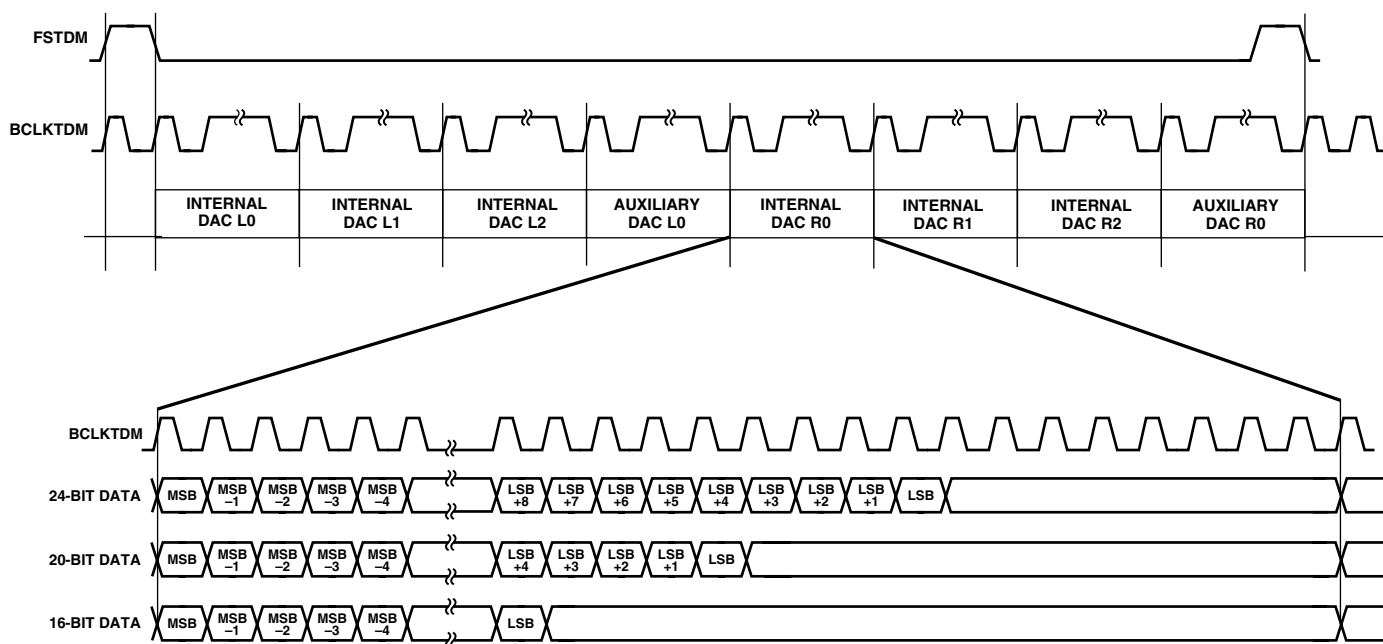 FSTDM
BCLKTDM
INTERNAL DAC L0
INTERNAL DAC L1
INTERNAL DAC L2
AUXILIARY DAC L0
INTERNAL DAC R0
INTERNAL DAC R1
INTERNAL DAC R2
AUXILIARY DAC R0
BCLKTDM
24-BIT DATA MSB MSB –1 MSB –2 MSB –3 MSB –4 LSB +8 LSB +7 LSB +6 LSB +5 LSB +4 LSB +3 LSB +2 LSB +1 LSB
20-BIT DATA MSB MSB –1 MSB –2 MSB –3 MSB –4 LSB +4 LSB +3 LSB +2 LSB +1 LSB
16-BIT DATA MSB MSB –1 MSB –2 MSB –3 MSB –4 LSB